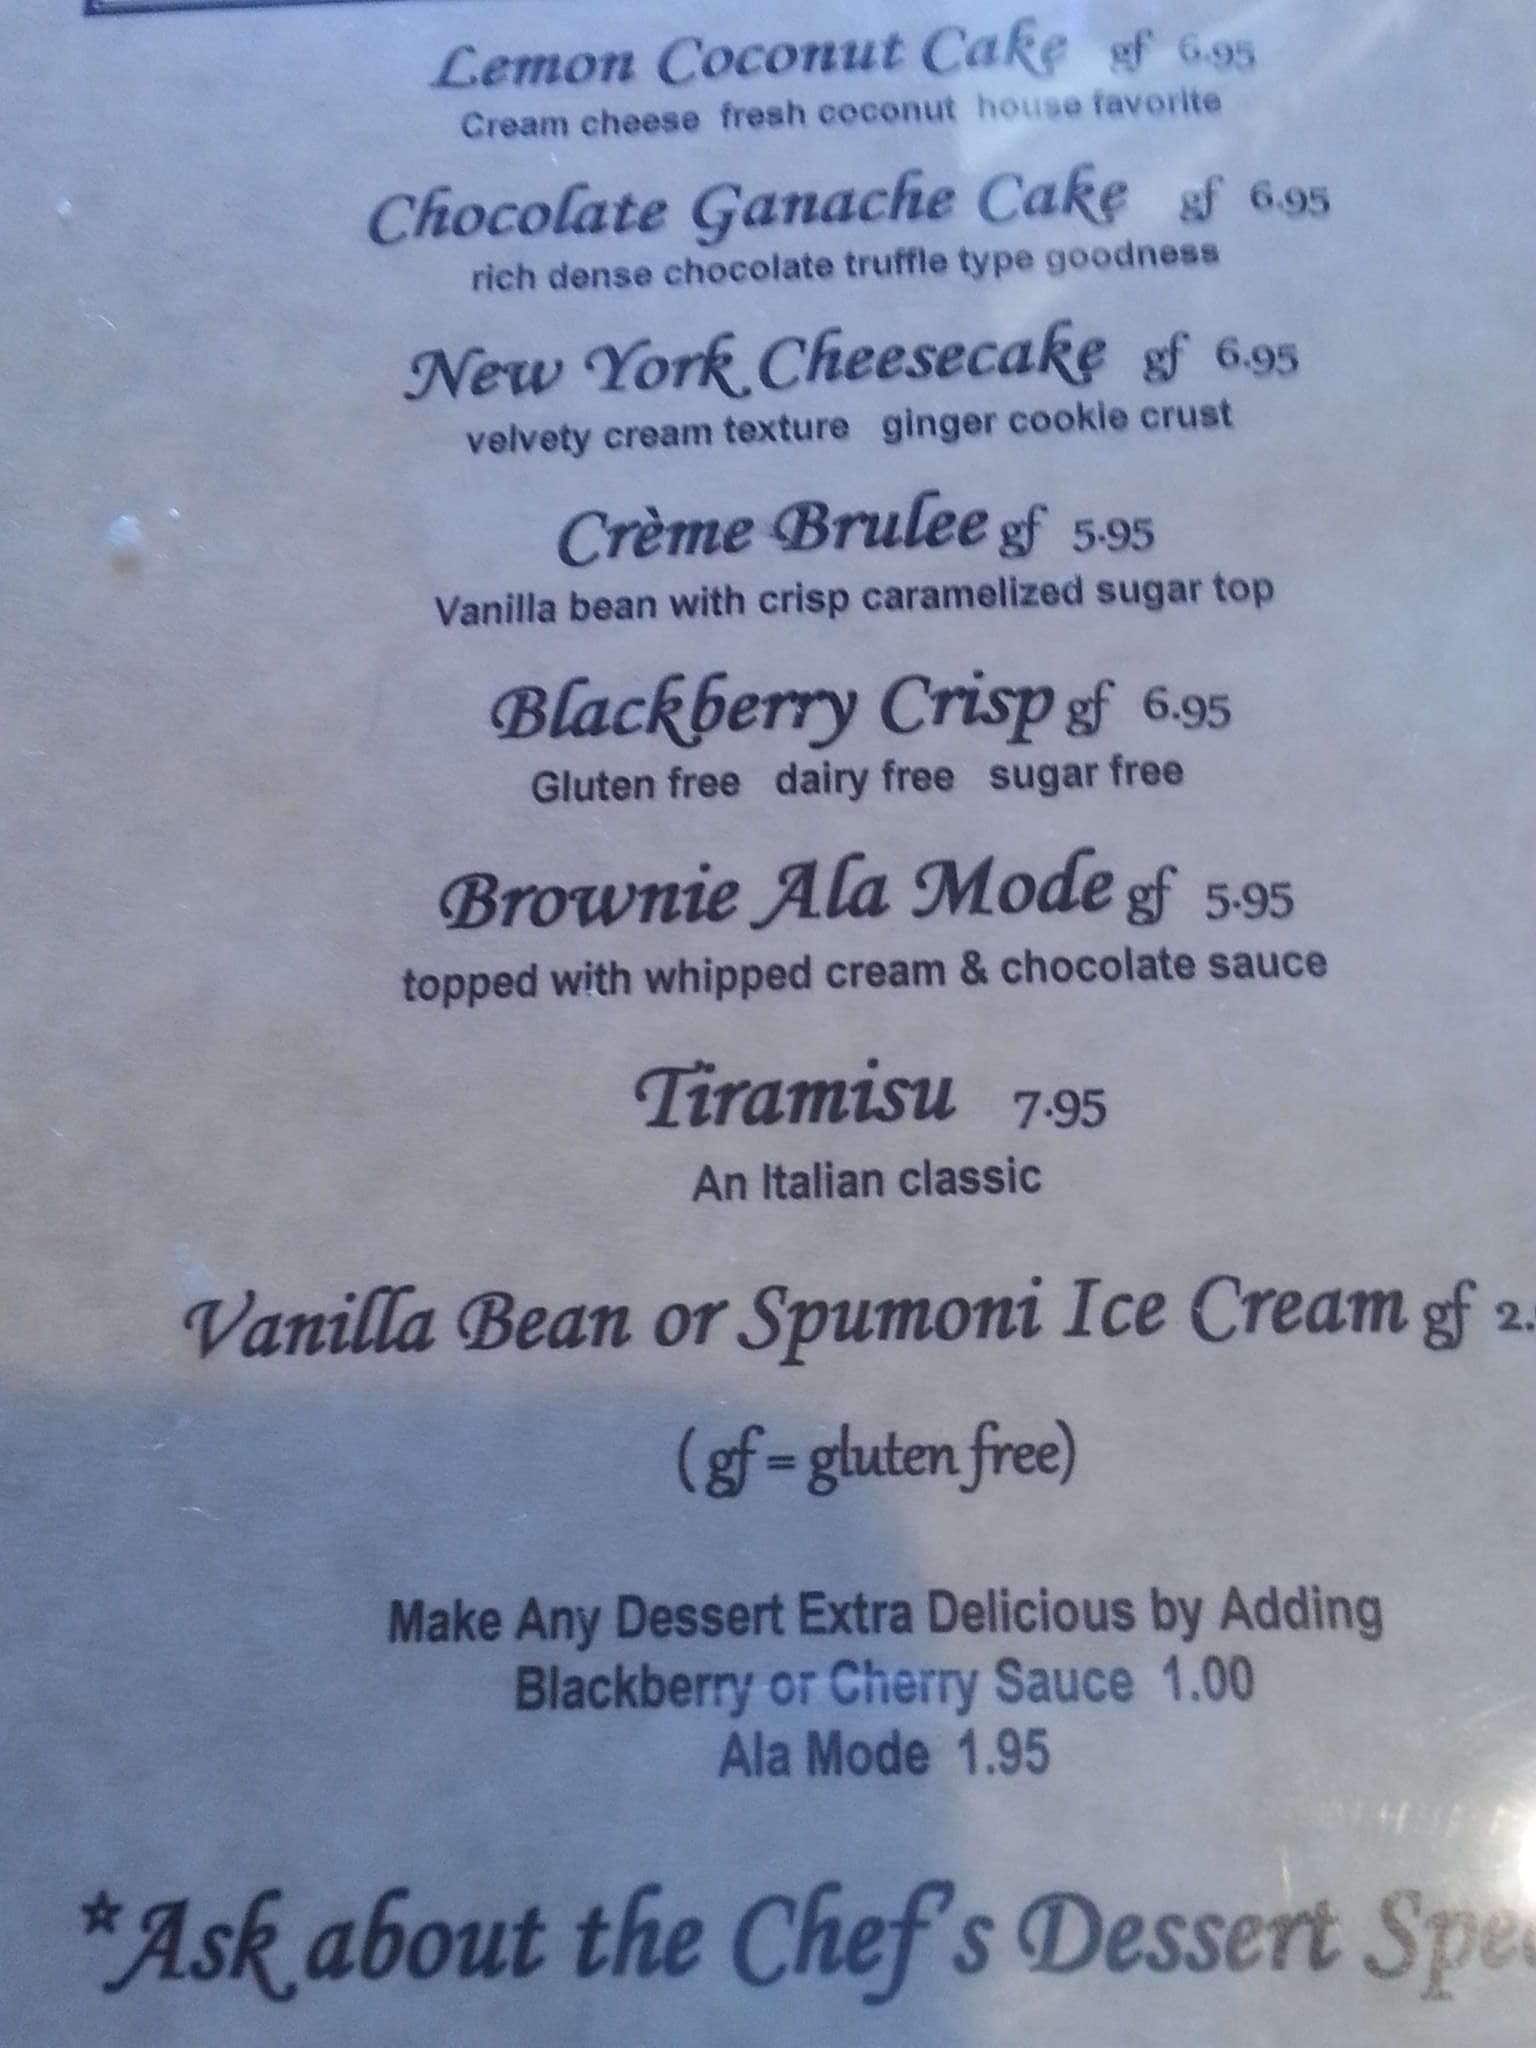 Lemon Coconut Cake gf 6.95
Cream cheese fresh coconut house favorite
Chocolate Ganache Cake gf 6.95
rich dense chocolate truffle type goodness
New York Cheesecake gf 6.95
velvety cream texture ginger cookie crust
Crème Brulee gf 5.95
Vanilla bean with crisp caramelized sugar top
Blackberry Crisp gf 6.95
Gluten free dairy free sugar free
Brownie Ala Mode gf 5.95
topped with whipped cream & chocolate sauce
Tiramisu 7.95
An Italian classic
Vanilla Bean or Spumoni Ice Cream gf 2.
( gf = gluten free)
Make Any Dessert Extra Delicious by Adding
Blackberry or Cherry Sauce 1.00
Ala Mode 1.95
*Ask about the Chef's Dessert